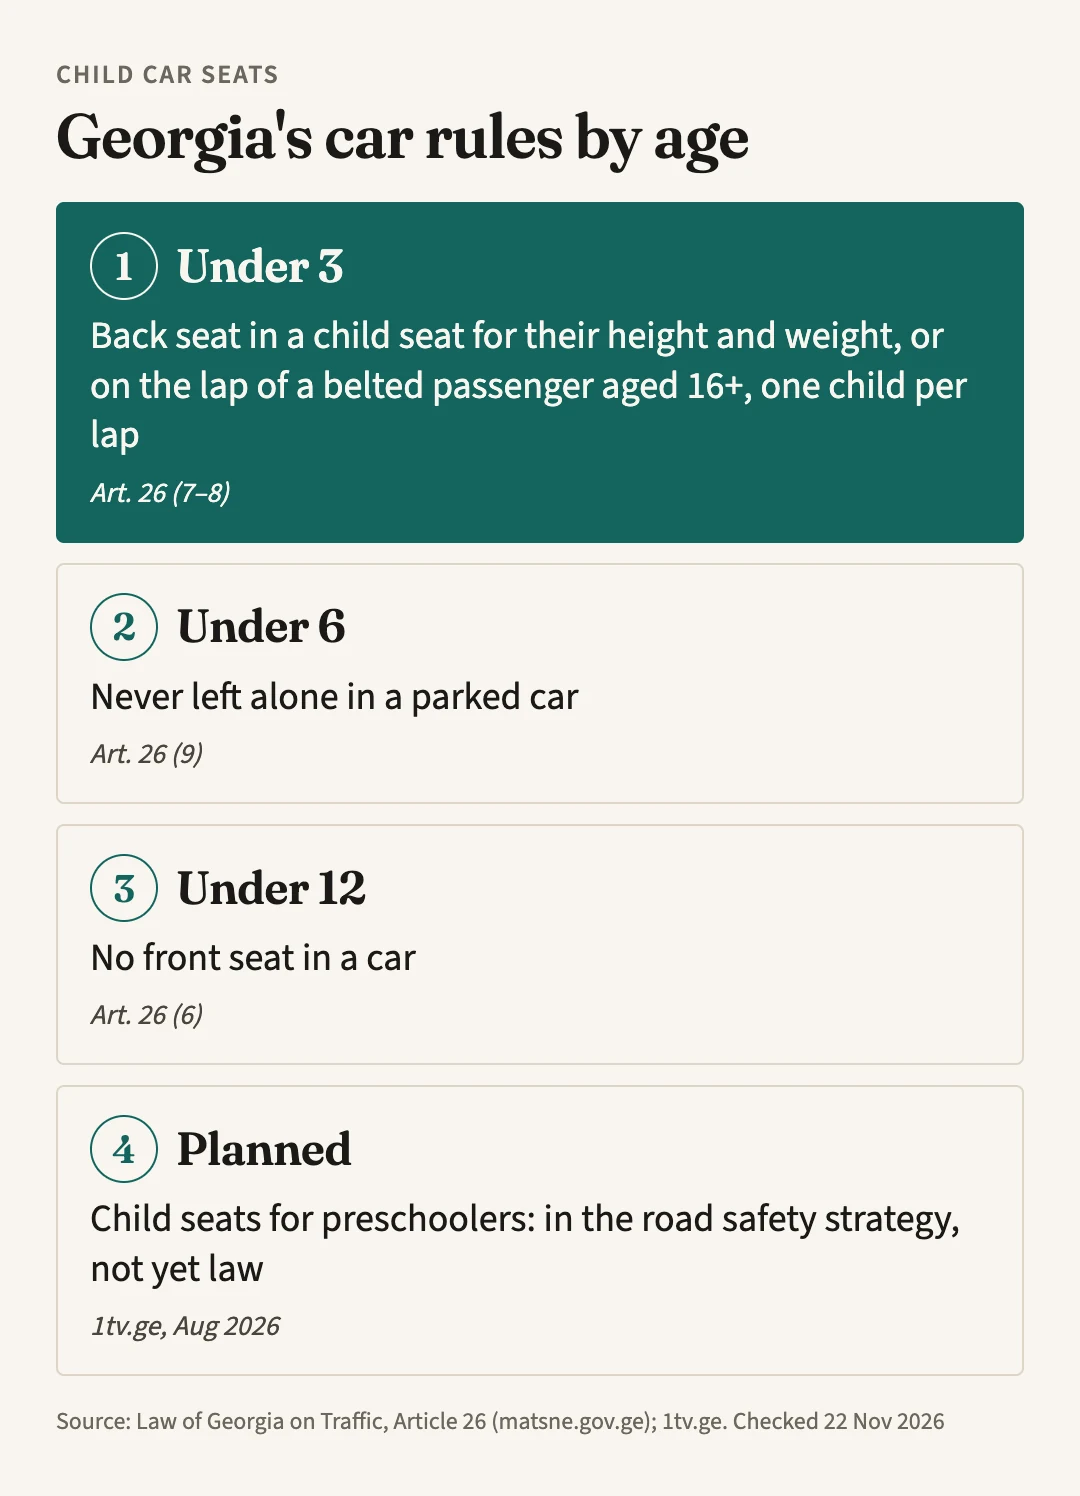 CHILD CAR SEATS
Georgia's car rules by age
1 Under 3
Back seat in a child seat for their height and weight, or
on the lap of a belted passenger aged 16+, one child per
lap
Art. 26 (7–8)
2 Under 6
Never left alone in a parked car
Art. 26 (9)
3 Under 12
No front seat in a car
Art. 26 (6)
4 Planned
Child seats for preschoolers: in the road safety strategy,
not yet law
1tv.ge, Aug 2026
Source: Law of Georgia on Traffic, Article 26 (matsne.gov.ge); 1tv.ge. Checked 22 Nov 2026